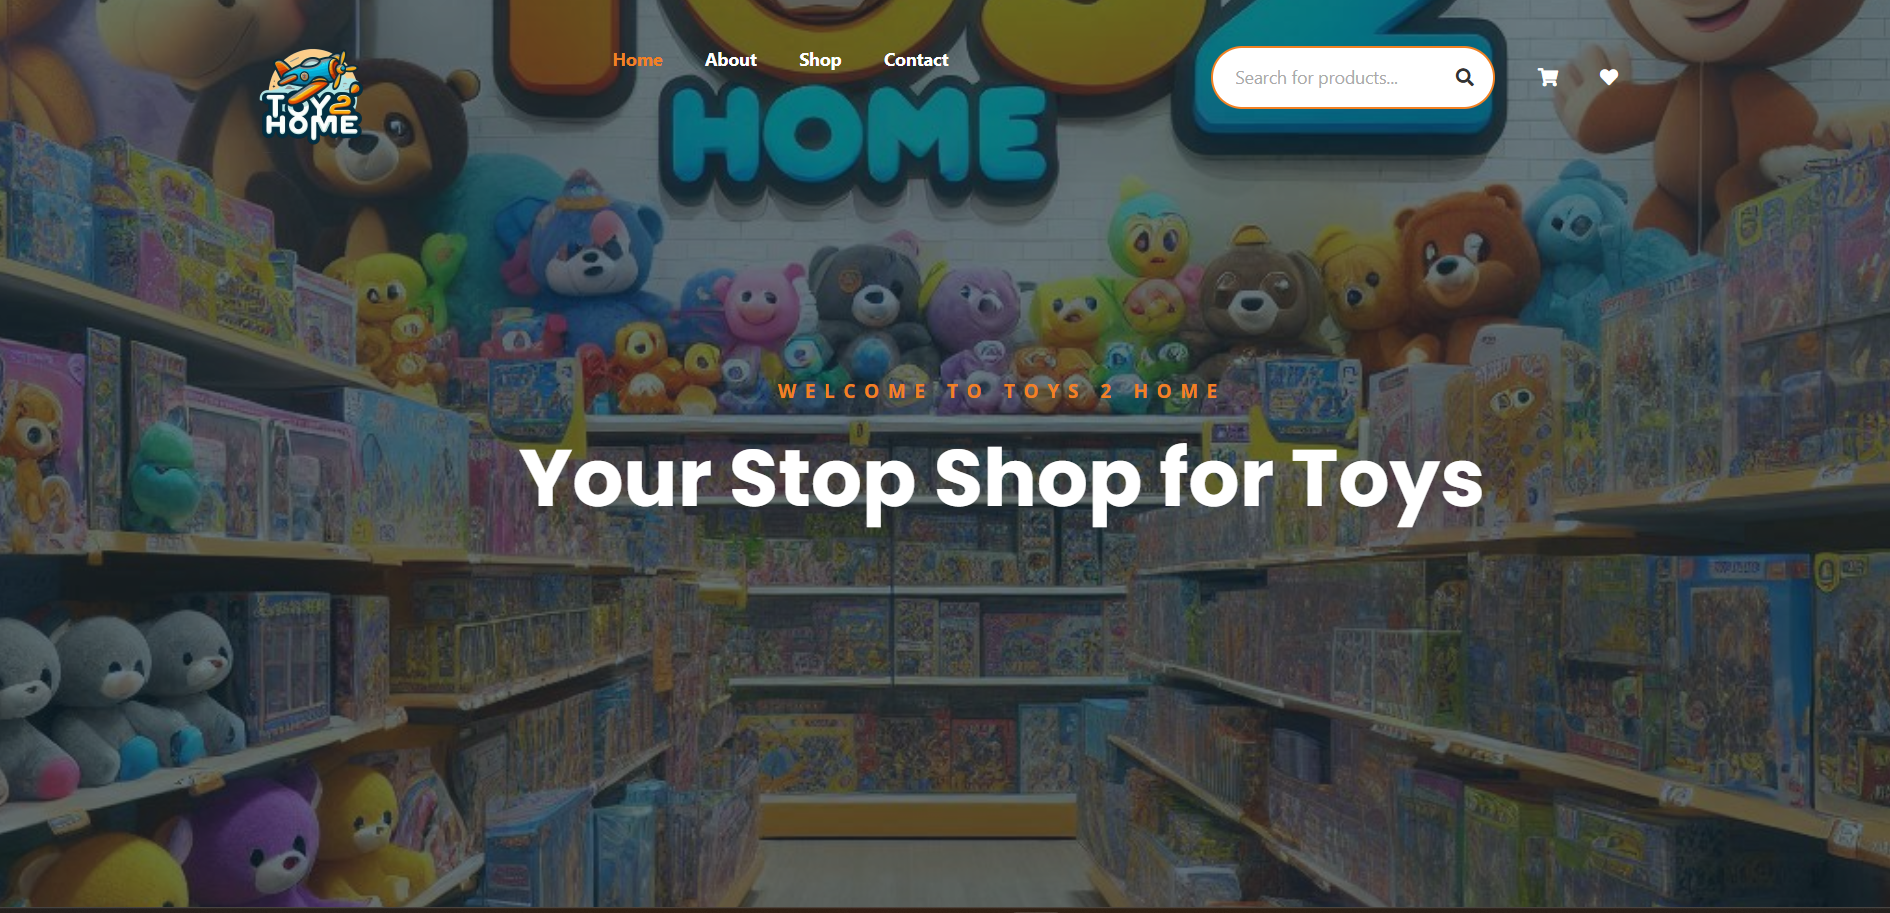 TOY2
HOME
Home
About
Shop
Contact
Search for products...
2
HOME
WELCOME TO TOYS 2 HOME
Your Stop Shop for Toys